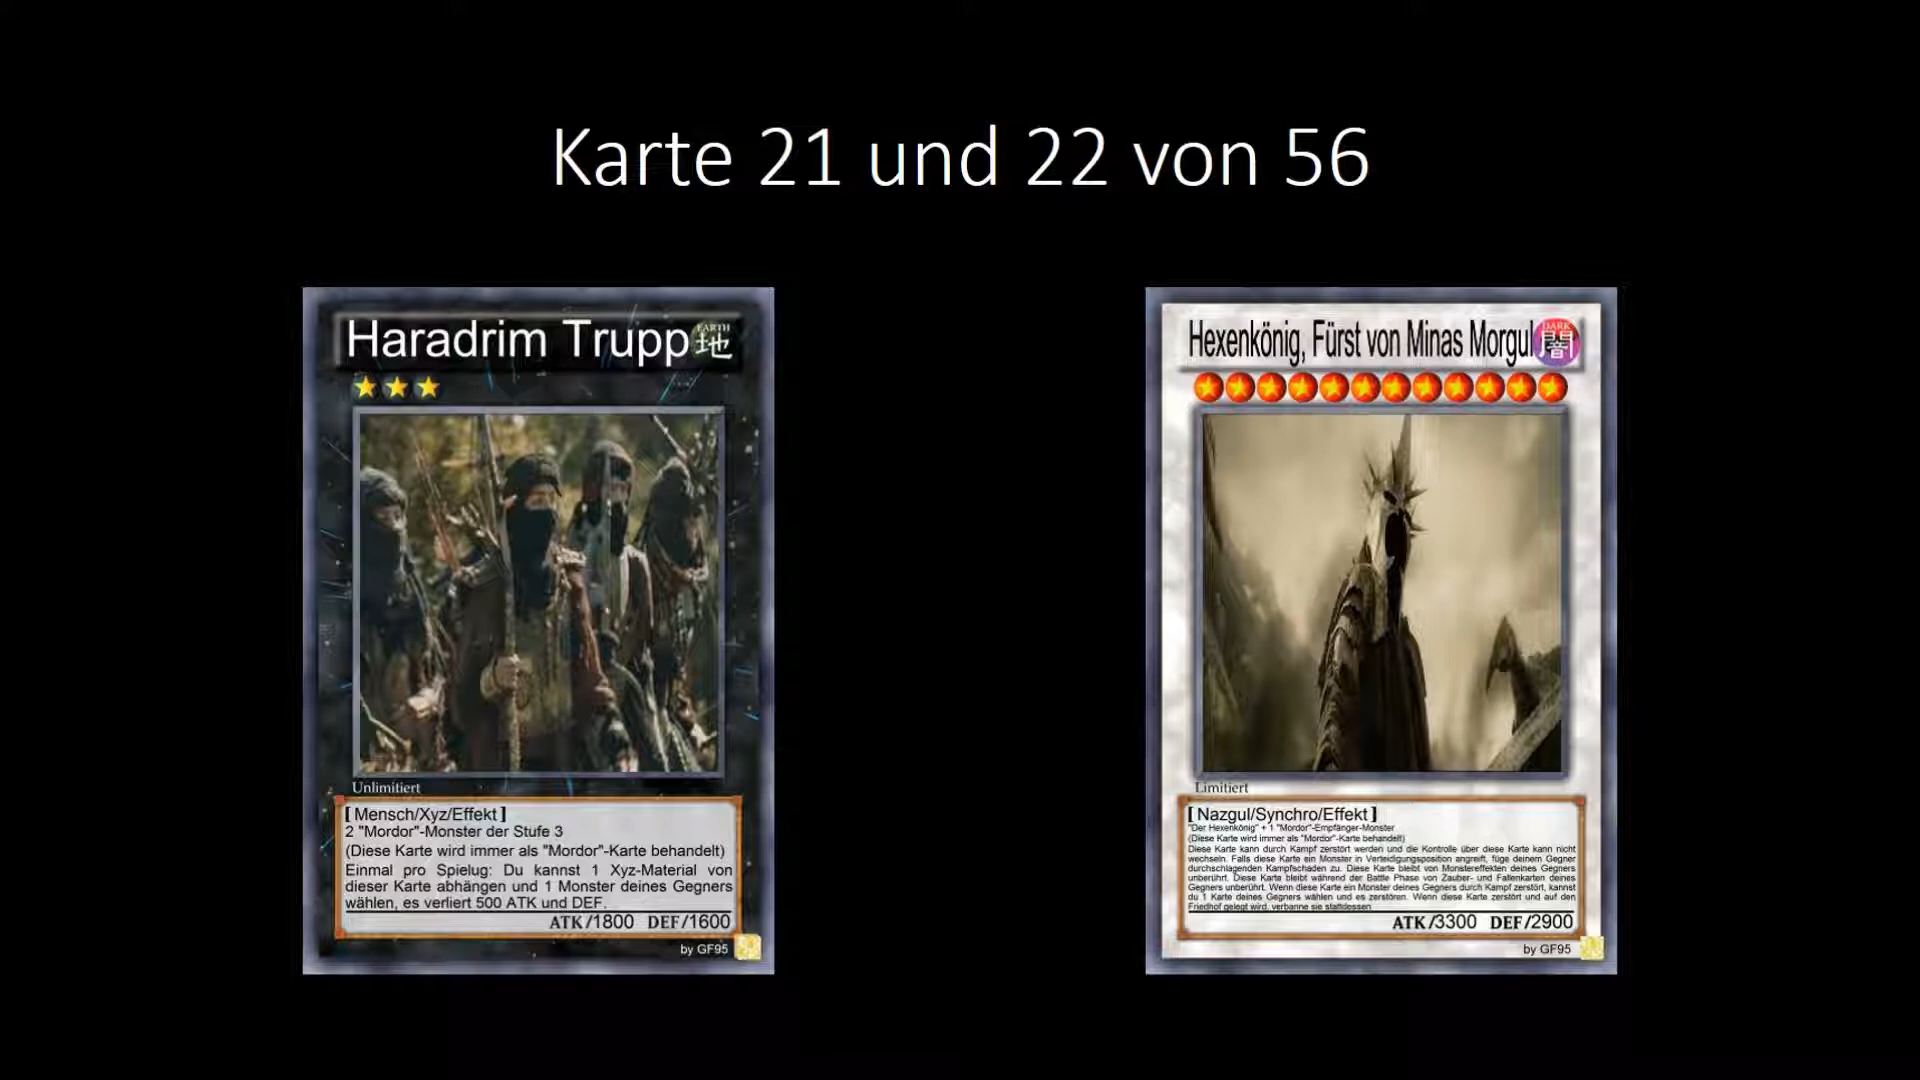 Karte 21 und 22 von 56
Haradrim Trupp
EARTH
地
Unlimitiert
[ Mensch/Xyz/Effekt ]
2 "Mordor"-Monster der Stufe 3
(Diese Karte wird immer als "Mordor"-Karte behandelt)
Einmal pro Spielug: Du kannst 1 Xyz-Material von
dieser Karte abhängen und 1 Monster deines Gegners
wählen, es verliert 500 ATK und DEF.
ATK/1800 DEF/1600
by GF95
Hexenkönig, Fürst von Minas Morgul
DARK
闇
Limitiert
[ Nazgul/Synchro/Effekt ]
"Der Hexenkönig" + 1 "Mordor"-Empfänger-Monster
(Diese Karte wird immer als "Mordor"-Karte behandelt)
Diese Karte kann durch Kampf zerstört werden und die Kontrolle über diese Karte kann nicht
wechseln. Falls diese Karte ein Monster in Verteidigungsposition angreift, füge deinem Gegner
durchschlagenden Kampfschaden zu. Diese Karte bleibt von Monstereffekten deines Gegners
unberührt. Diese Karte bleibt während der Battle Phase von Zauber- und Fallenkarten deines
Gegners unberührt. Wenn diese Karte ein Monster deines Gegners durch Kampf zerstört, kannst
du 1 Karte deines Gegners wählen und es zerstören. Wenn diese Karte zerstört und auf den
Friedhof gelegt wird, verbanne sie stattdessen
ATK/3300 DEF/2900
by GF95